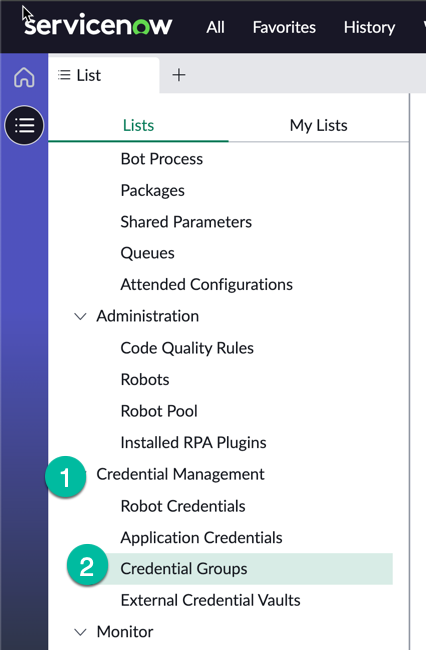 servicenow All Favorites History
List +
Lists My Lists
Bot Process
Packages
Shared Parameters
Queues
Attended Configurations
Administration
Code Quality Rules
Robots
Robot Pool
Installed RPA Plugins
1 Credential Management
Robot Credentials
Application Credentials
2 Credential Groups
External Credential Vaults
Monitor